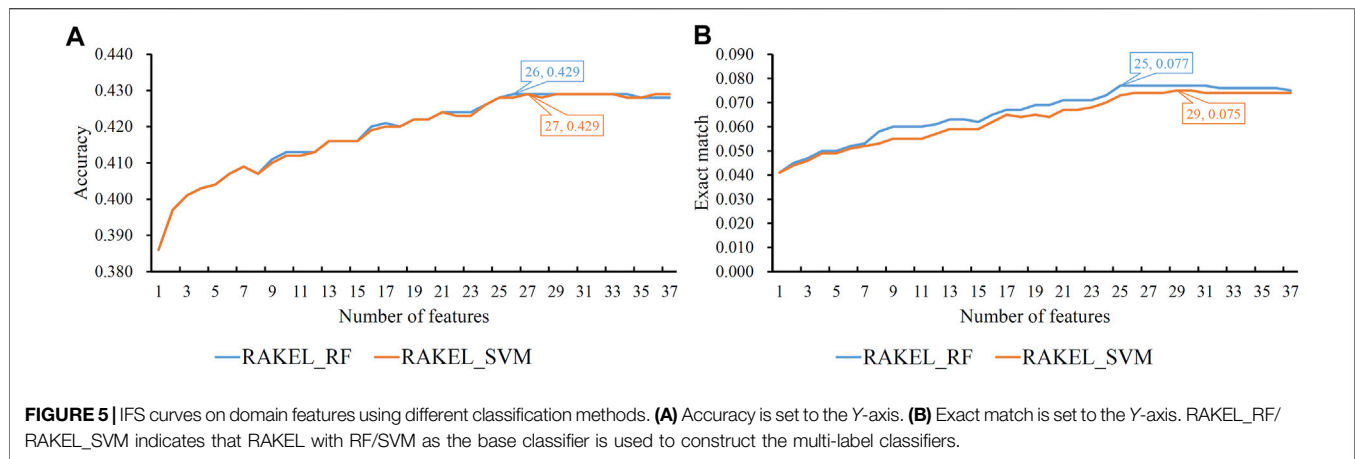 A
0.440
0.430
0.420
0.410
0.400
0.390
0.380
Accuracy
26, 0.429
27, 0.429
1 3 5 7 9 11 13 15 17 19 21 23 25 27 29 31 33 35 37
Number of features
RAKEL_RF RAKEL_SVM
B
0.090
0.080
0.070
0.060
0.050
0.040
0.030
0.020
0.010
0.000
Exact match
25, 0.077
29, 0.075
1 3 5 7 9 11 13 15 17 19 21 23 25 27 29 31 33 35 37
Number of features
RAKEL_RF RAKEL_SVM
FIGURE 5 | IFS curves on domain features using different classification methods. (A) Accuracy is set to the Y-axis. (B) Exact match is set to the Y-axis. RAKEL_RF/
RAKEL_SVM indicates that RAKEL with RF/SVM as the base classifier is used to construct the multi-label classifiers.